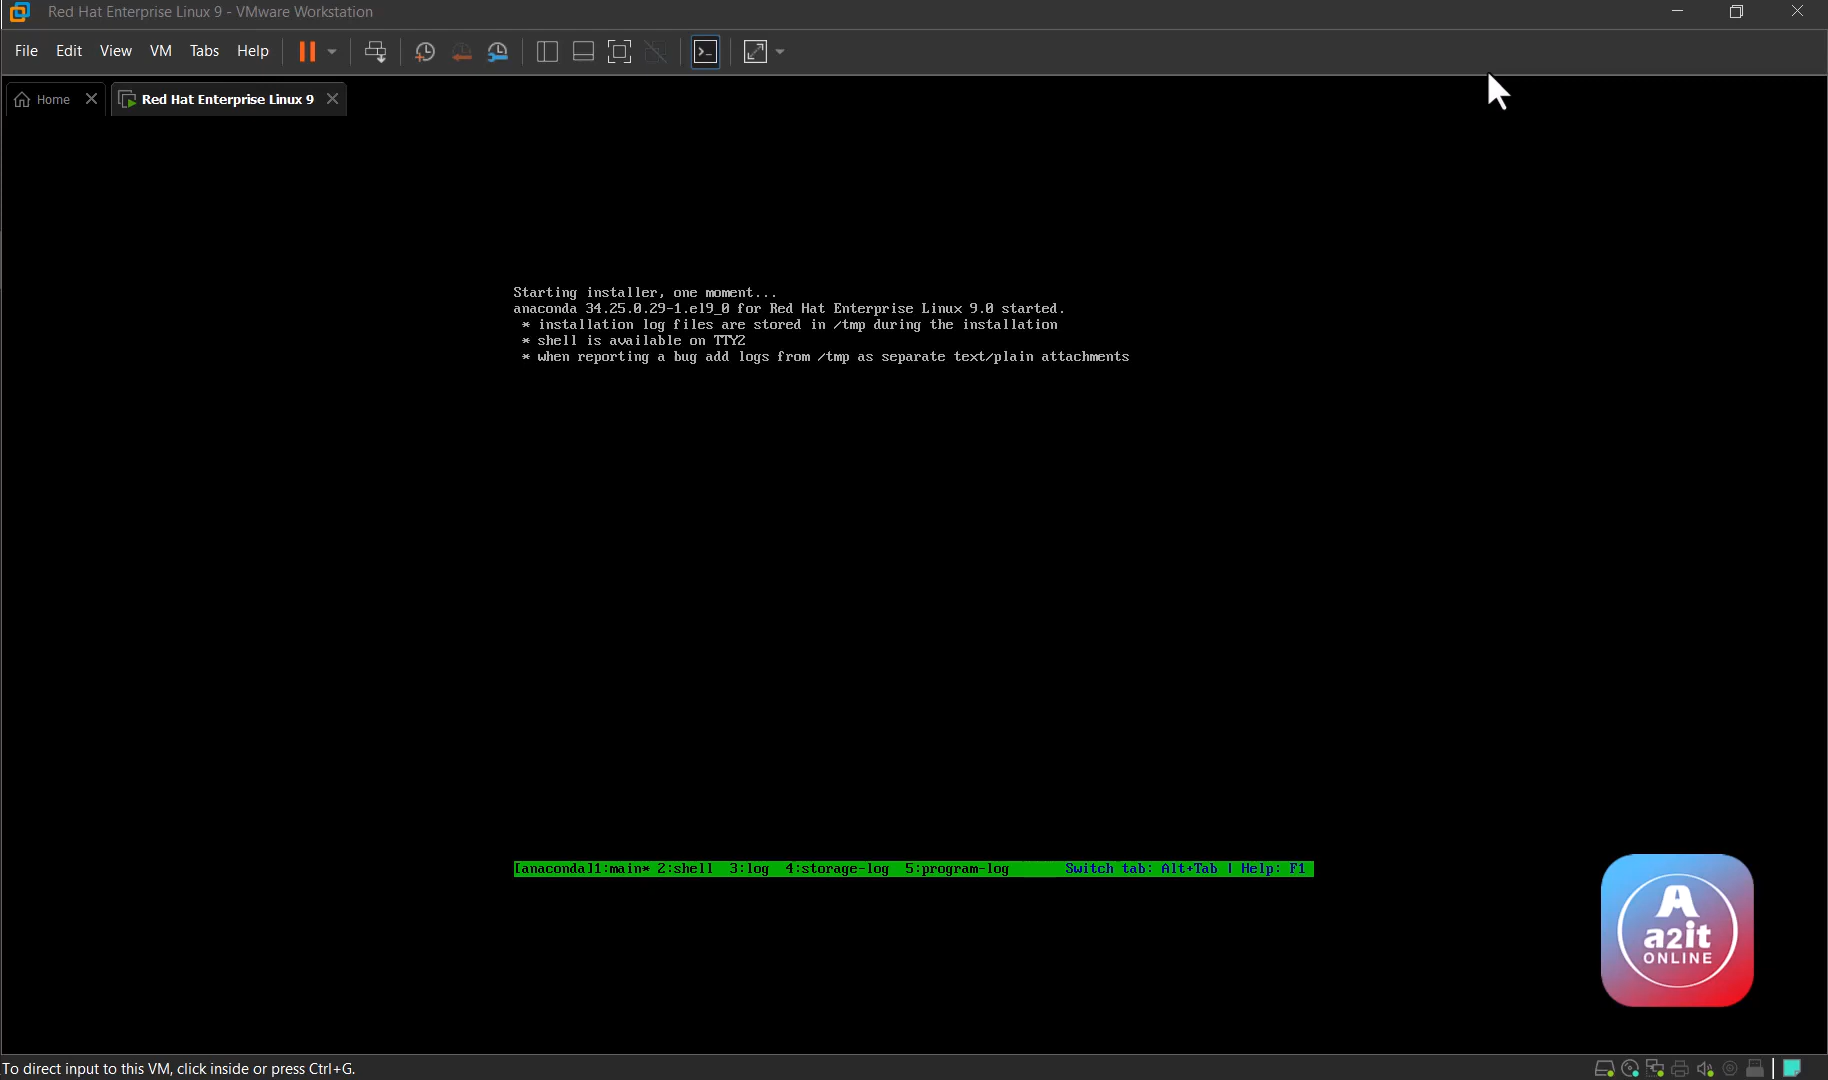 Red Hat Enterprise Linux 9 - VMware Workstation
File Edit View VM Tabs Help
Home Red Hat Enterprise Linux 9
Starting installer, one moment...
anaconda 34.25.0.29-1.el9_0 for Red Hat Enterprise Linux 9.0 started.
* installation log files are stored in /tmp during the installation
* shell is available on TTY2
* when reporting a bug add logs from /tmp as separate text/plain attachments
[anaconda]1:main* 2:shell 3:log 4:storage-log 5:program-log Switch tab: Alt+Tab | Help: F1
A
a2it
ONLINE
To direct input to this VM, click inside or press Ctrl+G.